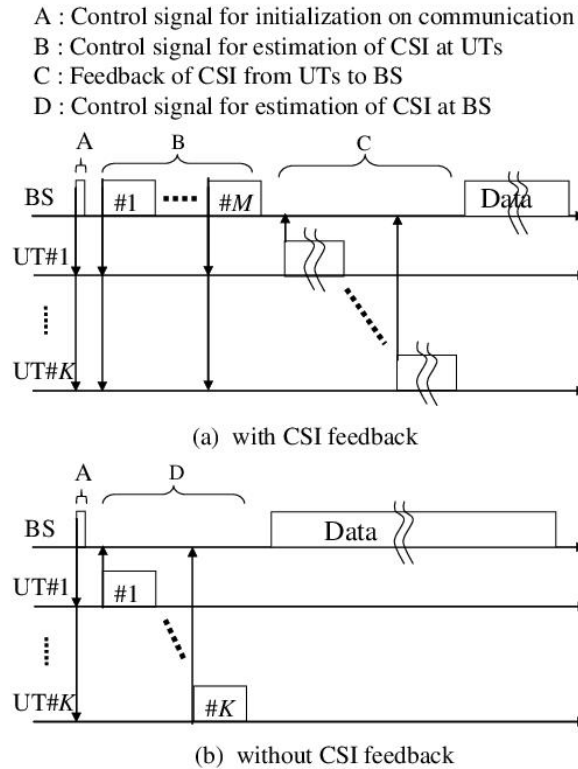 A : Control signal for initialization on communication
B : Control signal for estimation of CSI at UTs
C : Feedback of CSI from UTs to BS
D : Control signal for estimation of CSI at BS
A B C
BS #1 #M Data
UT#1
UT#K
(a) with CSI feedback
A D
BS Data
UT#1 #1
UT#K #K
(b) without CSI feedback